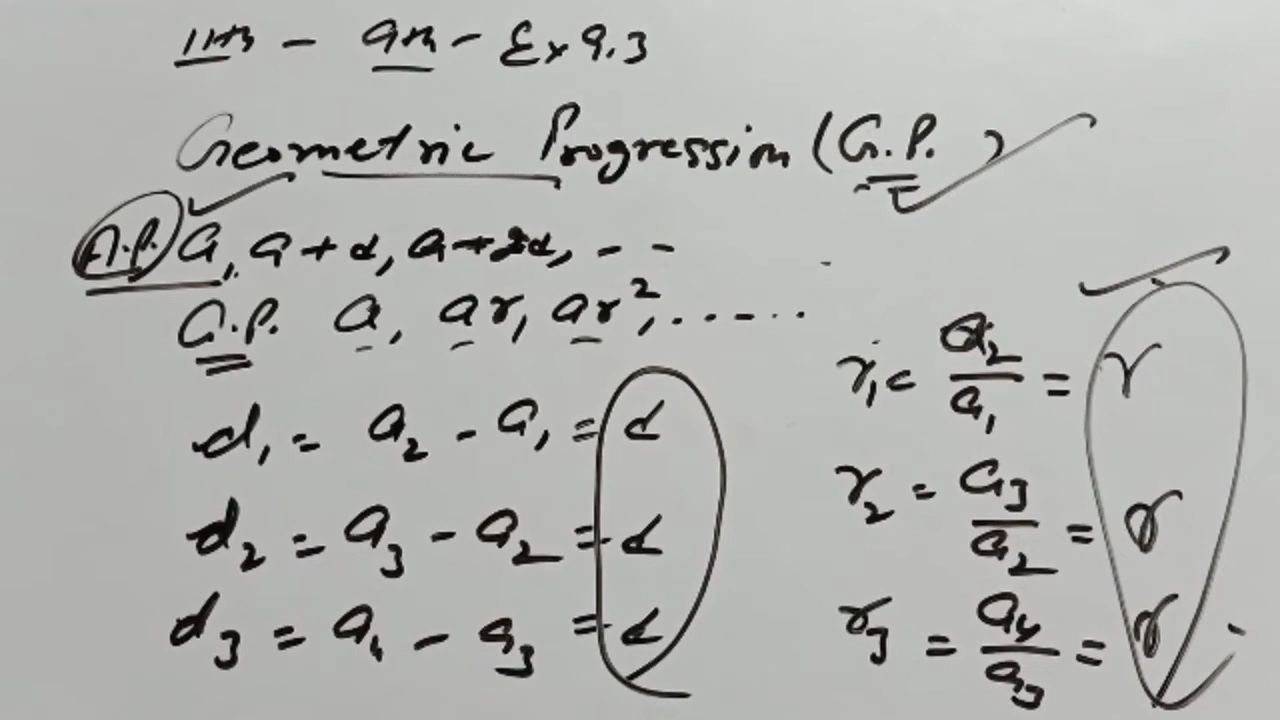 11th - 9th - Ex 9.3
Geometric Progression (G.P.)
A.P. a, a+d, a+2d, - -
G.P. a, ar, ar², ......
d₁ = a₂ - a₁ = d
d₂ = a₃ - a₂ = d
d₃ = a₄ - a₃ = d
r₁ = a₂/a₁ = r
r₂ = a₃/a₂ = r
r₃ = a₄/a₃ = r